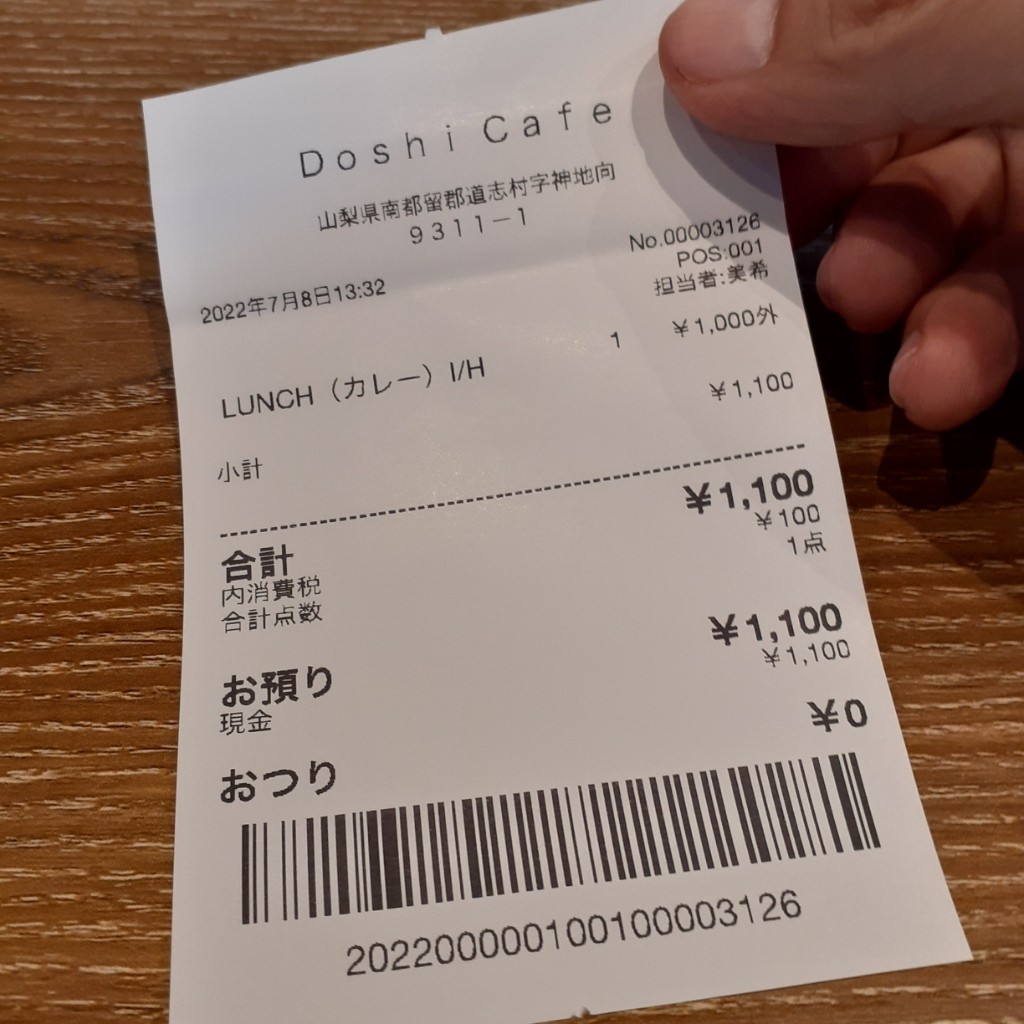 Doshi Cafe
山梨県南都留郡道志村字神地向
9311－1
No.00003126
POS:001
2022年7月8日13:32 担当者:美希
LUNCH（カレー）I/H 1 ¥1,000外
小計 ¥1,100
合計 ¥1,100
内消費税 ¥100
合計点数 1点
お預り ¥1,100
現金 ¥1,100
おつり ¥0
202200000100100003126